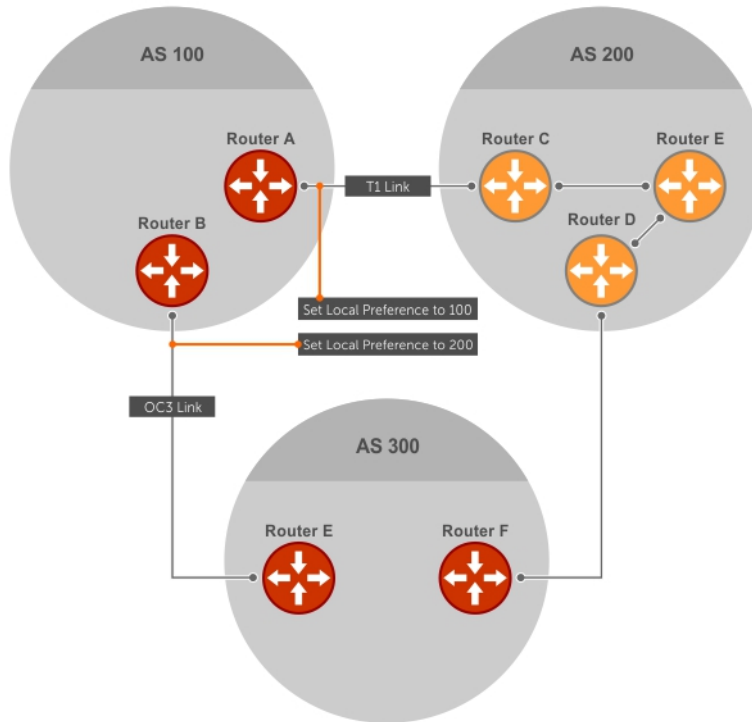 AS 100
AS 200
Router A
Router C
Router E
T1 Link
Router B
Router D
Set Local Preference to 100
Set Local Preference to 200
OC3 Link
AS 300
Router E
Router F